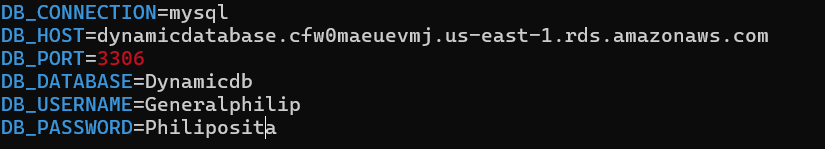 DB_CONNECTION=mysql
DB_HOST=dynamicdatabase.cfw0maeuevmj.us-east-1.rds.amazonaws.com
DB_PORT=3306
DB_DATABASE=Dynamicdb
DB_USERNAME=Generalphilip
DB_PASSWORD=Philiposita